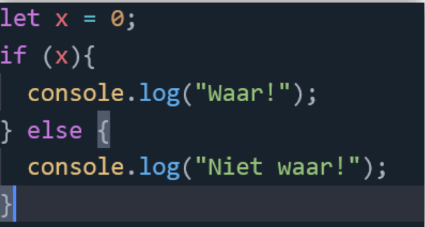 let x = 0;
if (x){
  console.log("Waar!");
} else {
  console.log("Niet waar!");
}